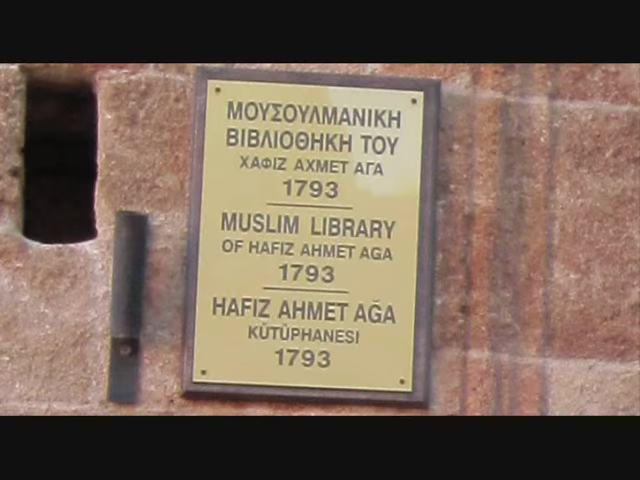 ΜΟΥΣΟΥΛΜΑΝΙΚΗ
ΒΙΒΛΙΟΘΗΚΗ ΤΟΥ
ΧΑΦΙΖ ΑΧΜΕΤ ΑΓΑ
1793
MUSLIM LIBRARY
OF HAFIZ AHMET AGA
1793
HAFIZ AHMET AĞA
KÜTÜPHANESI
1793